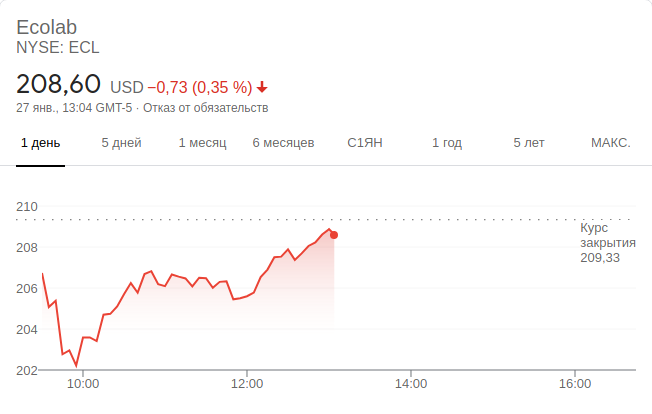 Ecolab
NYSE: ECL
208,60 USD −0,73 (0,35 %)
27 янв., 13:04 GMT-5 · Отказ от обязательств
1 день 5 дней 1 месяц 6 месяцев С1ЯН 1 год 5 лет МАКС.
210
Курс
закрытия
209,33
208
206
204
202
10:00 12:00 14:00 16:00